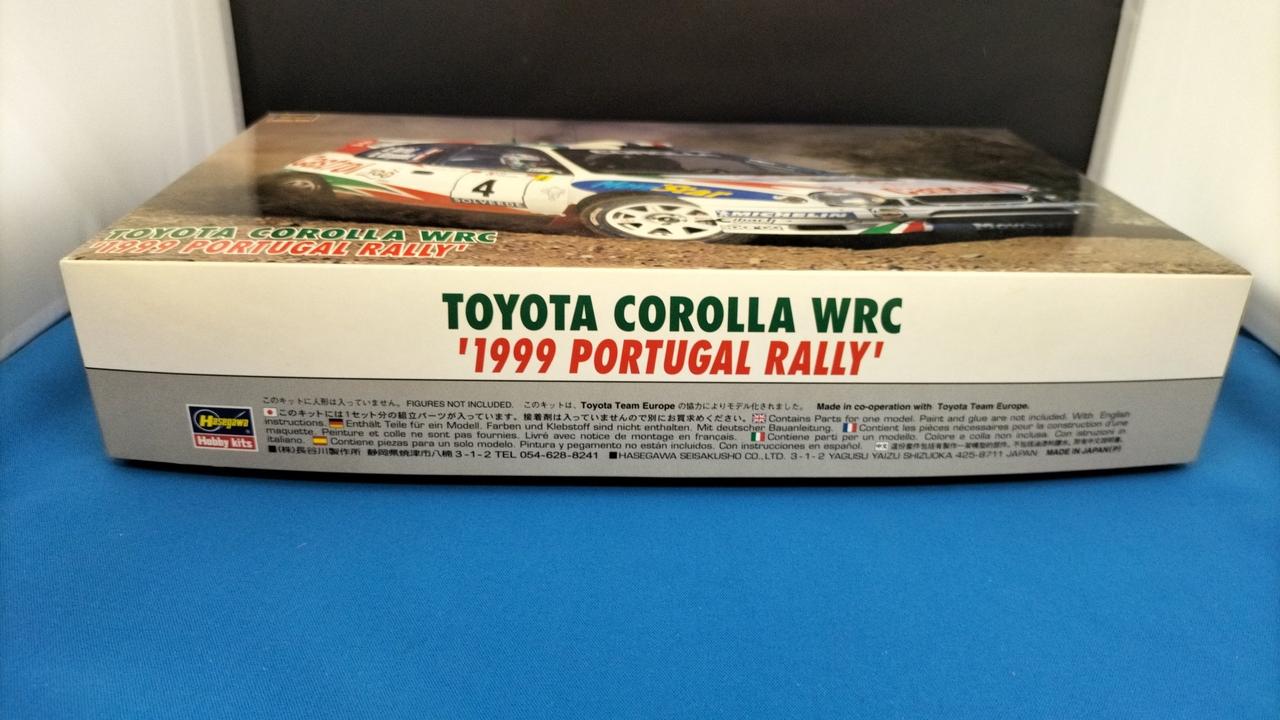 Castrol
4
SOLVERDE
MICHELIN
TOYOTA COROLLA WRC
'1999 PORTUGAL RALLY'
TOYOTA COROLLA WRC
'1999 PORTUGAL RALLY'
Hasegawa
Hobby kits
このキットに人形は入っていません。 FIGURES NOT INCLUDED. このキットは、Toyota Team Europe の協力によりモデル化されました。 Made in co-operation with Toyota Team Europe.
このキットには1セット分の組立パーツが入っています。接着剤は入っていませんので別にお買求めください。 Contains Parts for one model. Paint and glue are not included. With English
instructions. Enthält Teile für ein Modell. Farben und Klebstoff sind nicht enthalten. Mit deutscher Bauanleitung. Contient les pièces nécessaires pour la construction d'une
maquette. Peinture et colle ne sont pas fournies. Livré avec notice de montage en français. Contiene parti per un modello. Colore e colla non inclusa. Con istruzioni in
italiano. Contiene piezas para un solo modelo. Pintura y pegamento no están incluidos. Con instrucciones en español.
■(株)長谷川製作所 静岡県焼津市八楠3-1-2 TEL 054-628-8241 ■HASEGAWA SEISAKUSHO CO., LTD. 3-1-2 YAGUSU YAIZU SHIZUOKA 425-8711 JAPAN MADE IN JAPAN(P)